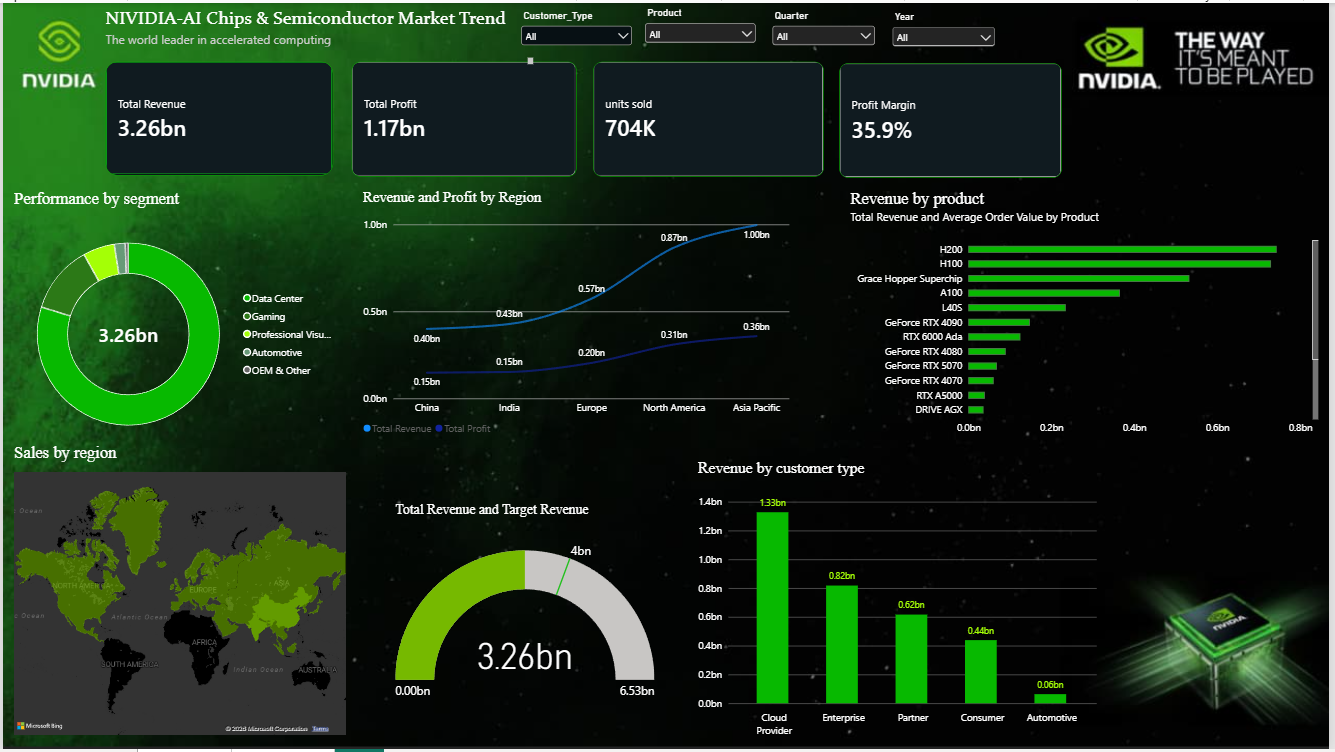 NIVIDIA-AI Chips & Semiconductor Market Trend
The world leader in accelerated computing
Customer_Type
All
Product
All
Quarter
All
Year
All
NVIDIA
NVIDIA.
THE WAY
IT'S MEANT
TO BE PLAYED
Total Revenue
3.26bn
Total Profit
1.17bn
units sold
704K
Profit Margin
35.9%
Performance by segment
3.26bn
Data Center
Gaming
Professional Visu...
Automotive
OEM & Other
Revenue and Profit by Region
1.0bn
0.5bn
0.0bn
0.40bn
0.43bn
0.57bn
0.87bn
1.00bn
0.15bn
0.15bn
0.20bn
0.31bn
0.36bn
China
India
Europe
North America
Asia Pacific
Total Revenue
Total Profit
Revenue by product
Total Revenue and Average Order Value by Product
H200
H100
Grace Hopper Superchip
A100
L40S
GeForce RTX 4090
RTX 6000 Ada
GeForce RTX 4080
GeForce RTX 5070
GeForce RTX 4070
RTX A5000
DRIVE AGX
0.0bn
0.2bn
0.4bn
0.6bn
0.8bn
Sales by region
Ocean
NORTH AMERICA
EUROPE
ASIA
c Ocean
Atlantic Ocean
AFRICA
SOUTH AMERICA
Indian Ocean
AUSTRALIA
Microsoft Bing
© 2026 Microsoft Corporation
Terms
Total Revenue and Target Revenue
4bn
3.26bn
0.00bn
6.53bn
Revenue by customer type
1.4bn
1.2bn
1.0bn
0.8bn
0.6bn
0.4bn
0.2bn
0.0bn
1.33bn
0.82bn
0.62bn
0.44bn
0.06bn
Cloud
Provider
Enterprise
Partner
Consumer
Automotive
NVIDIA